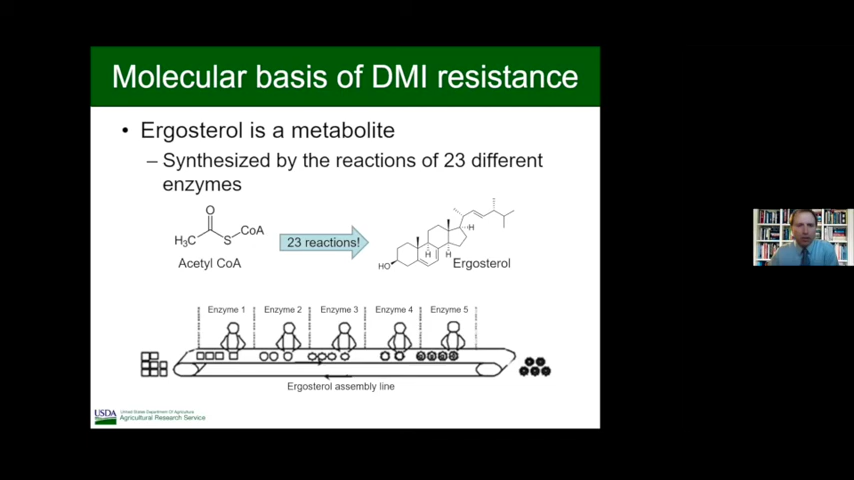 Molecular basis of DMI resistance
• Ergosterol is a metabolite
– Synthesized by the reactions of 23 different
enzymes
O
CoA
H3C
S
23 reactions!
H
H
H
HO
Acetyl CoA
Ergosterol
Enzyme 1 Enzyme 2 Enzyme 3 Enzyme 4 Enzyme 5
Ergosterol assembly line
USDA
United States Department Of Agriculture
Agricultural Research Service